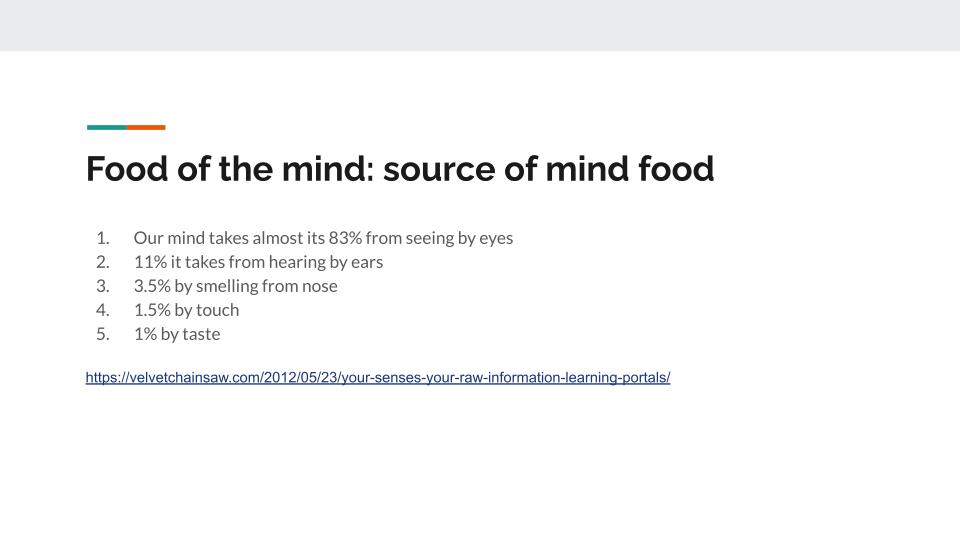 Food of the mind: source of mind food
1. Our mind takes almost its 83% from seeing by eyes
2. 11% it takes from hearing by ears
3. 3.5% by smelling from nose
4. 1.5% by touch
5. 1% by taste
https://velvetchainsaw.com/2012/05/23/your-senses-your-raw-information-learning-portals/